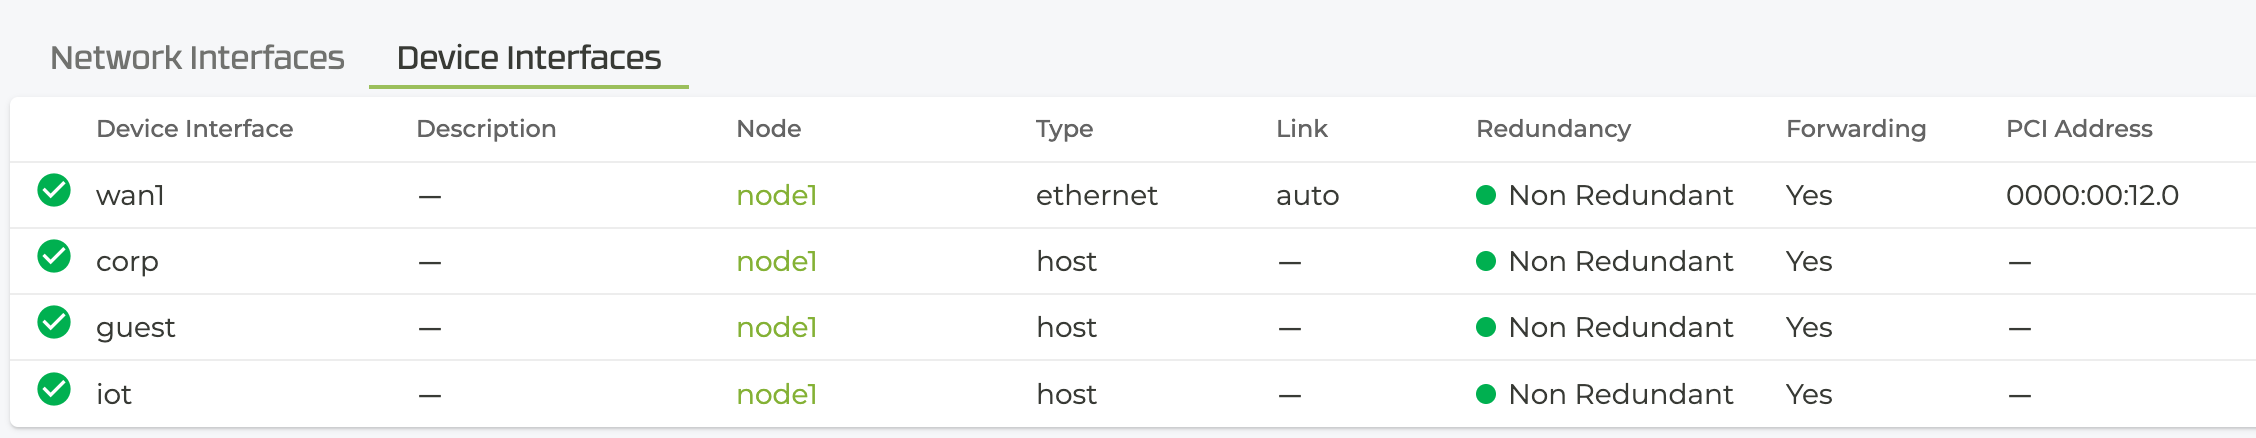 Network Interfaces Device Interfaces
Device Interface Description Node Type Link Redundancy Forwarding PCI Address
wan1 — node1 ethernet auto Non Redundant Yes 0000:00:12.0
corp — node1 host — Non Redundant Yes —
guest — node1 host — Non Redundant Yes —
iot — node1 host — Non Redundant Yes —